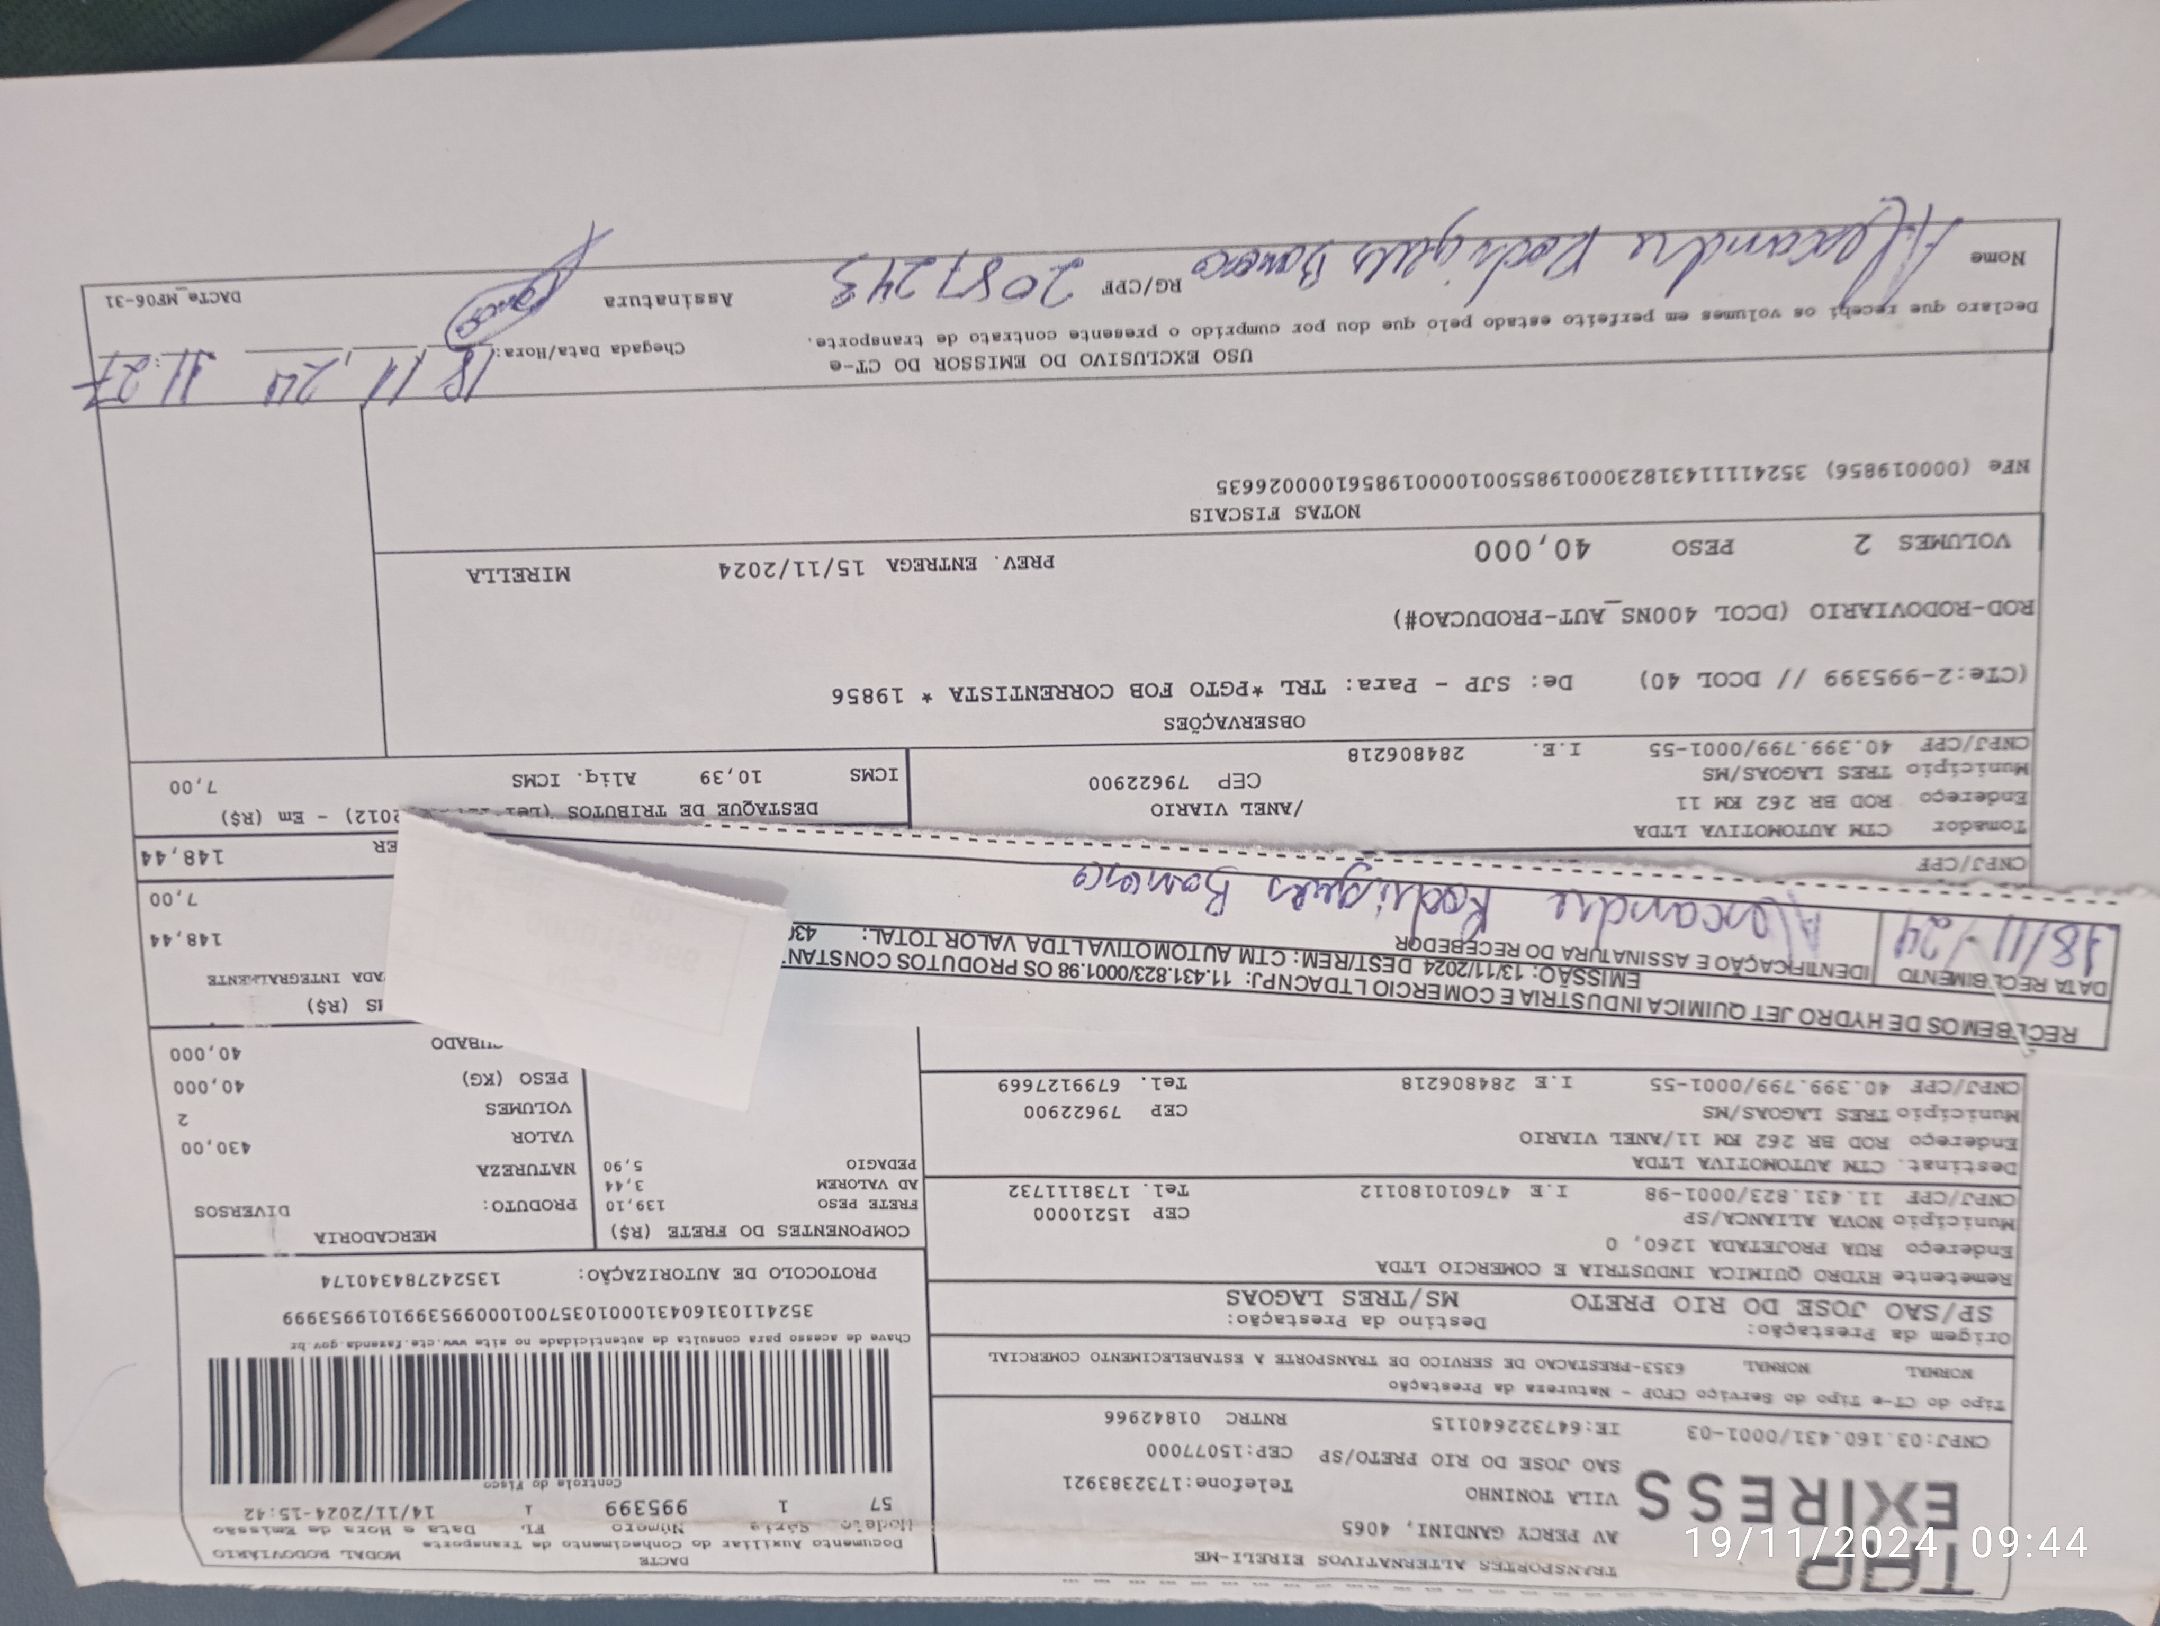 TRANSPORTES ALTERNATIVOS EIRELI-ME
TAP
EXIRESS
AV PERCY GANDINI, 4065
VILA TONINHO Telefone:1732383921
SAO JOSE DO RIO PRETO/SP CEP:15077000
CNPJ:03.160.431/0001-03 IE:647322640115 RNTRC 01842966
DACTE
Documento Auxiliar do Conhecimento de Transporte MODAL RODOVIÁRIO
Modelo Série Número FL Data e Hora de Emissão
57 1 995399 1 14/11/2024-15:42
Controle do Fisco
Chave de acesso para consulta de autenticidade no site www.cte.fazenda.gov.br
35241103160431000103570010009953991019953999
PROTOCOLO DE AUTORIZAÇÃO: 135242784340174
Tipo do CT-e Tipo do Serviço CFOP - Natureza da Prestação
NORMAL NORMAL 6353-PRESTACAO DE SERVICO DE TRANSPORTE A ESTABELECIMENTO COMERCIAL
Origem da Prestação: Destino da Prestação:
SP/SAO JOSE DO RIO PRETO MS/TRES LAGOAS
Remetente HYDRO QUIMICA INDUSTRIA E COMERCIO LTDA
Endereço RUA PROJETADA 1260, 0
Município NOVA ALIANCA/SP CEP 15210000
CNPJ/CPF 11.431.823/0001-98 I.E 476010180112 Tel. 1738111732
Destinat. CTM AUTOMOTIVA LTDA
Endereço ROD BR 262 KM 11/ANEL VIARIO
Município TRES LAGOAS/MS CEP 79622900
CNPJ/CPF 40.399.799/0001-55 I.E 284806218 Tel. 6799127669
COMPONENTES DO FRETE (R$)
FRETE PESO 139,10
AD VALOREM 3,44
PEDAGIO 5,90
MERCADORIA
PRODUTO: DIVERSOS
NATUREZA
VALOR 430,00
VOLUMES 2
PESO (KG) 40,000
CUBADO 40,000
IS (R$)
ADA INTEGRALMENTE
148,44
7,00
ER 148,44
RECEBEMOS DE HYDRO JET QUIMICA INDUSTRIA E COMERCIO LTDACNPJ: 11.431.823/0001.98 OS PRODUTOS CONSTANT
EMISSÃO: 13/11/2024 DEST/REM: CTM AUTOMOTIVA LTDA VALOR TOTAL: 430
DATA RECEBIMENTO IDENTIFICAÇÃO E ASSINATURA DO RECEBEDOR
18/11/24 Alexandre Rodrigues
CNPJ/CPF
Tomador CTM AUTOMOTIVA LTDA
Endereço ROD BR 262 KM 11 /ANEL VIARIO
Município TRES LAGOAS/MS CEP 79622900
CNPJ/CPF 40.399.799/0001-55 I.E. 284806218
DESTAQUE DE TRIBUTOS 2012) - Em (R$)
ICMS 10,39 Aliq. ICMS 7,00
OBSERVAÇÕES
(CTe:2-995399 // DCOL 40) De: SJP - Para: TRL *PGTO FOB CORRENTISTA * 19856
ROD-RODOVIARIO (DCOL 400NS_AUT-PRODUCAO#)
VOLUMES 2 PESO 40,000 PREV. ENTREGA 15/11/2024 MIRELLA
NOTAS FISCAIS
NFe (000019856) 35241111431823000198550010000198561000026635
USO EXCLUSIVO DO EMISSOR DO CT-e
Declaro que recebi os volumes em perfeito estado pelo que dou por cumprido o presente contrato de transporte.
Chegada Data/Hora: 18 11, 24 11:27
Nome Alexandre Rodrigues RG/CPF 2087243 Assinatura
DACTe_MF06-31
19/11/2024 09:44